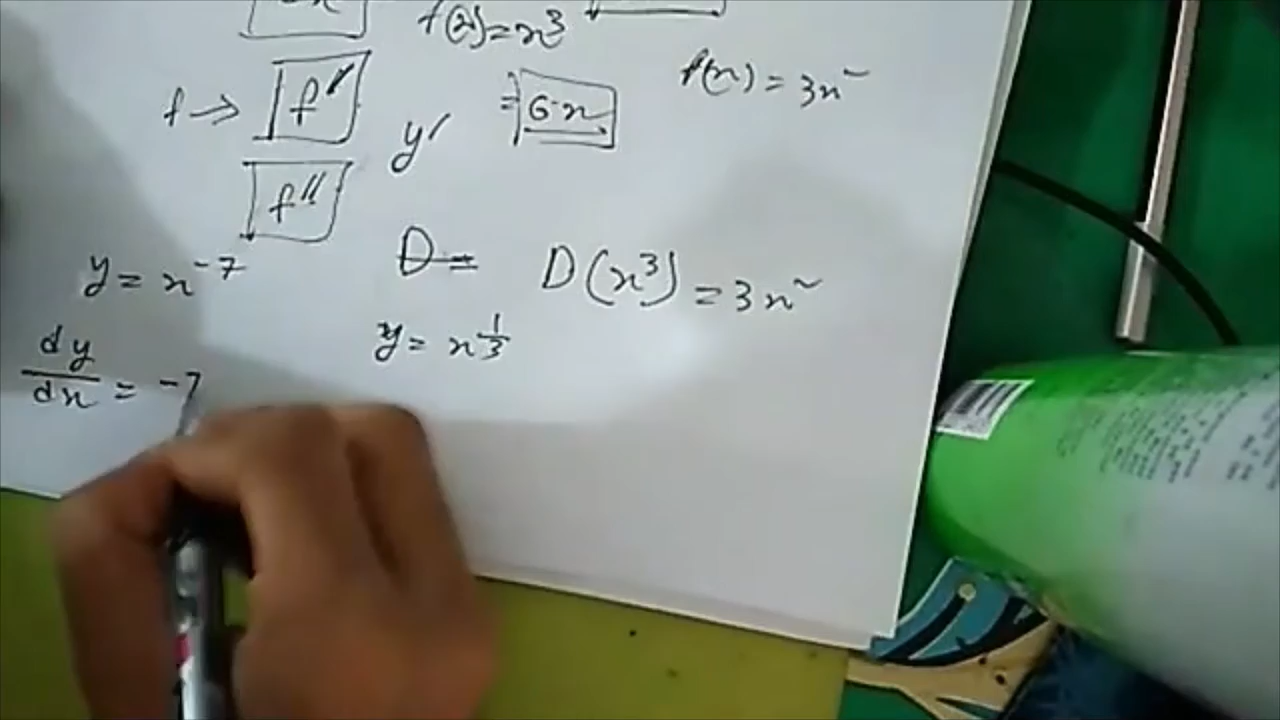 f(x)=x³
f(x) = 3x²
f → f′
y′
= 6x
f″
y = x⁻⁷
D =
D(x³) = 3x²
y = x^(1/3)
dy/dx = -7